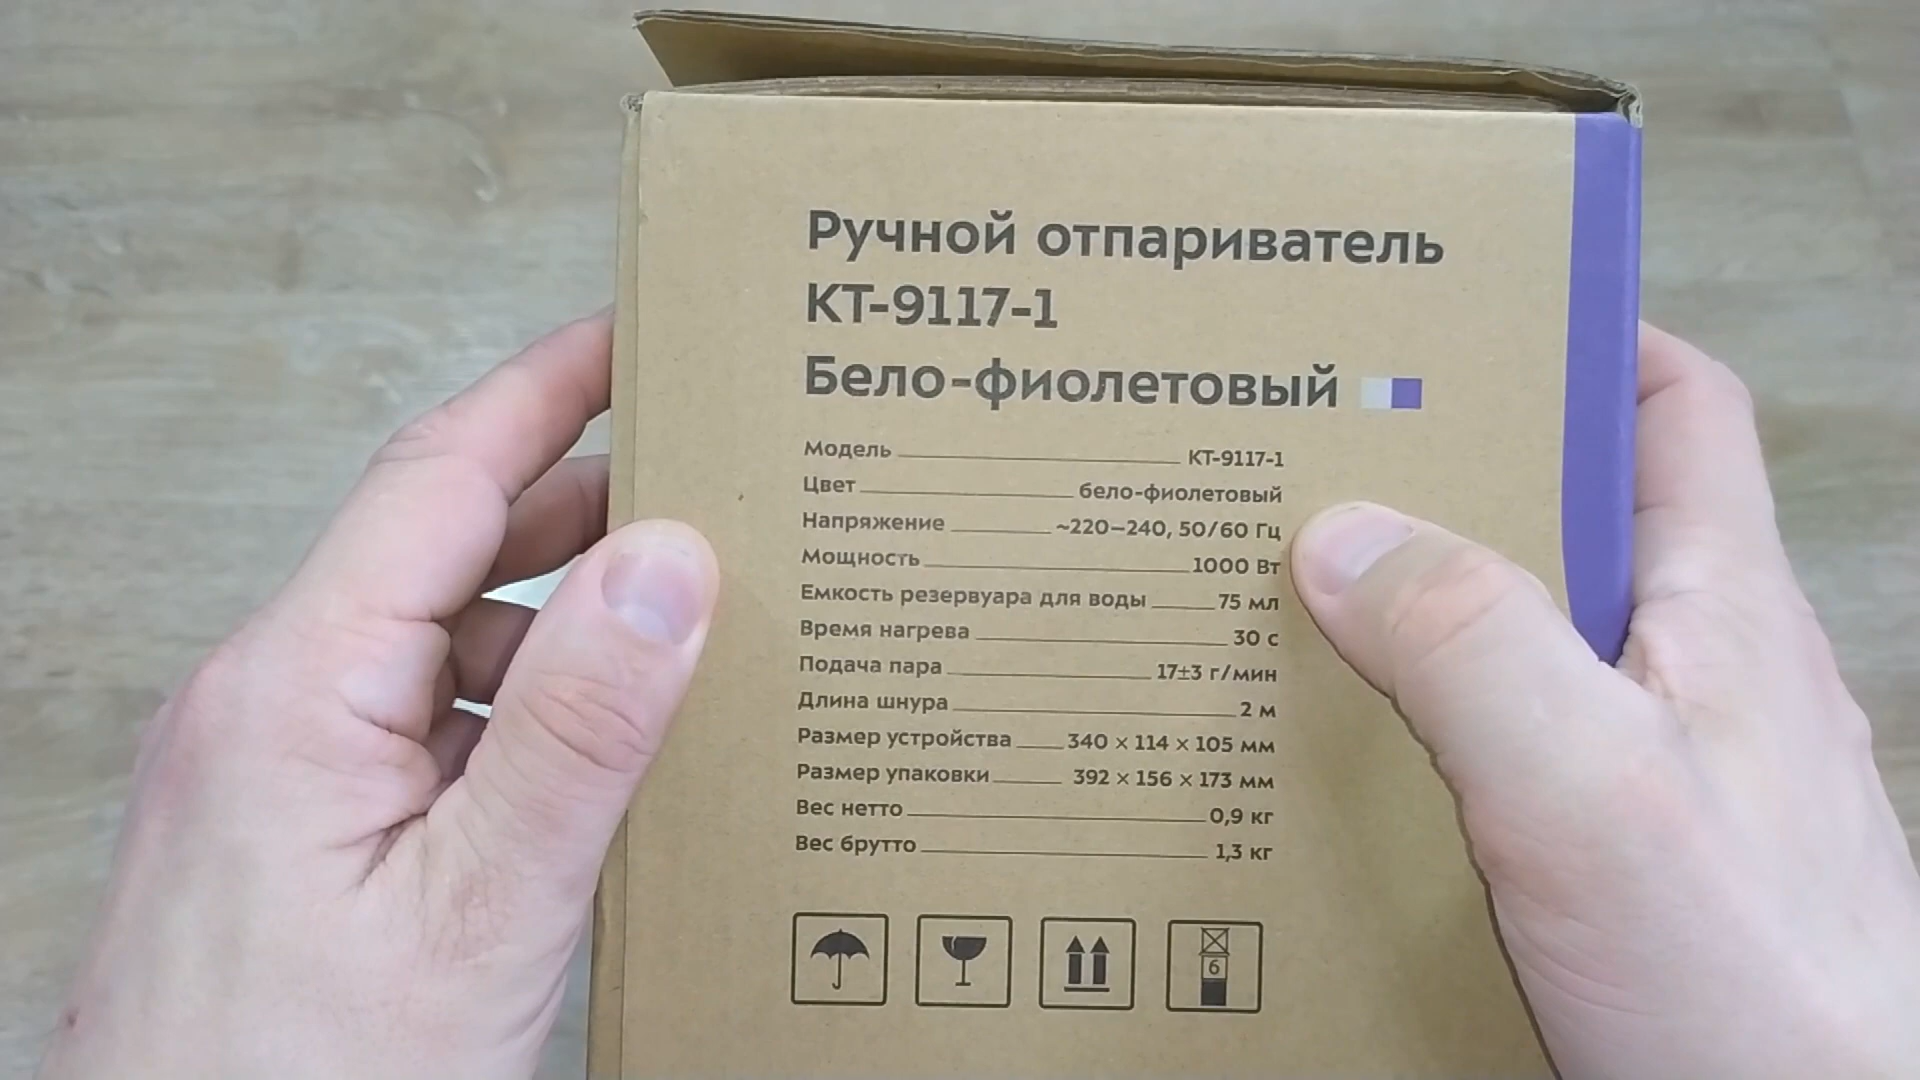 Ручной отпариватель
КТ-9117-1
Бело-фиолетовый
Модель КТ-9117-1
Цвет бело-фиолетовый
Напряжение ~220–240, 50/60 Гц
Мощность 1000 Вт
Емкость резервуара для воды 75 мл
Время нагрева 30 с
Подача пара 17±3 г/мин
Длина шнура 2 м
Размер устройства 340 × 114 × 105 мм
Размер упаковки 392 × 156 × 173 мм
Вес нетто 0,9 кг
Вес брутто 1,3 кг
6